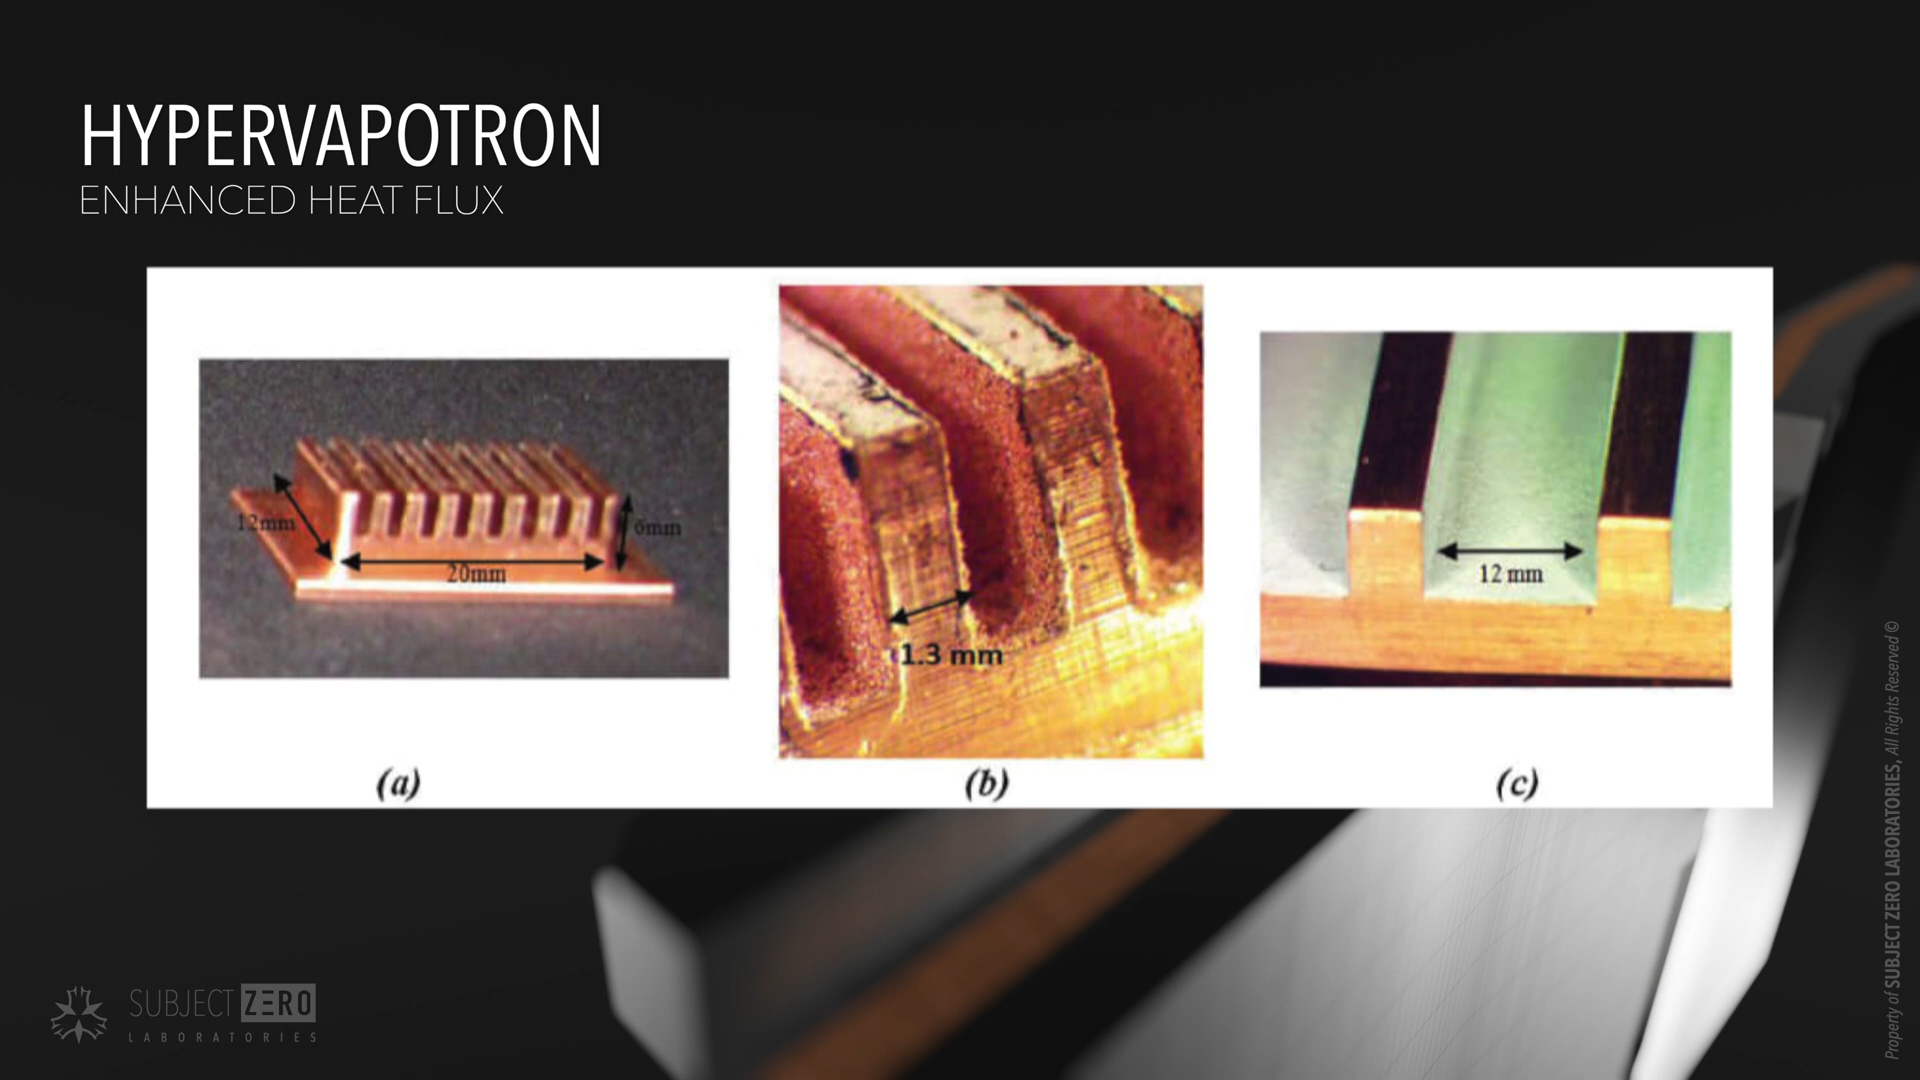 HYPERVAPOTRON
ENHANCED HEAT FLUX
12mm
20mm
6mm
1.3 mm
12 mm
(a)
(b)
(c)
SUBJECT ZERO
LABORATORIES
Property of SUBJECT ZERO LABORATORIES, All Rights Reserved ©